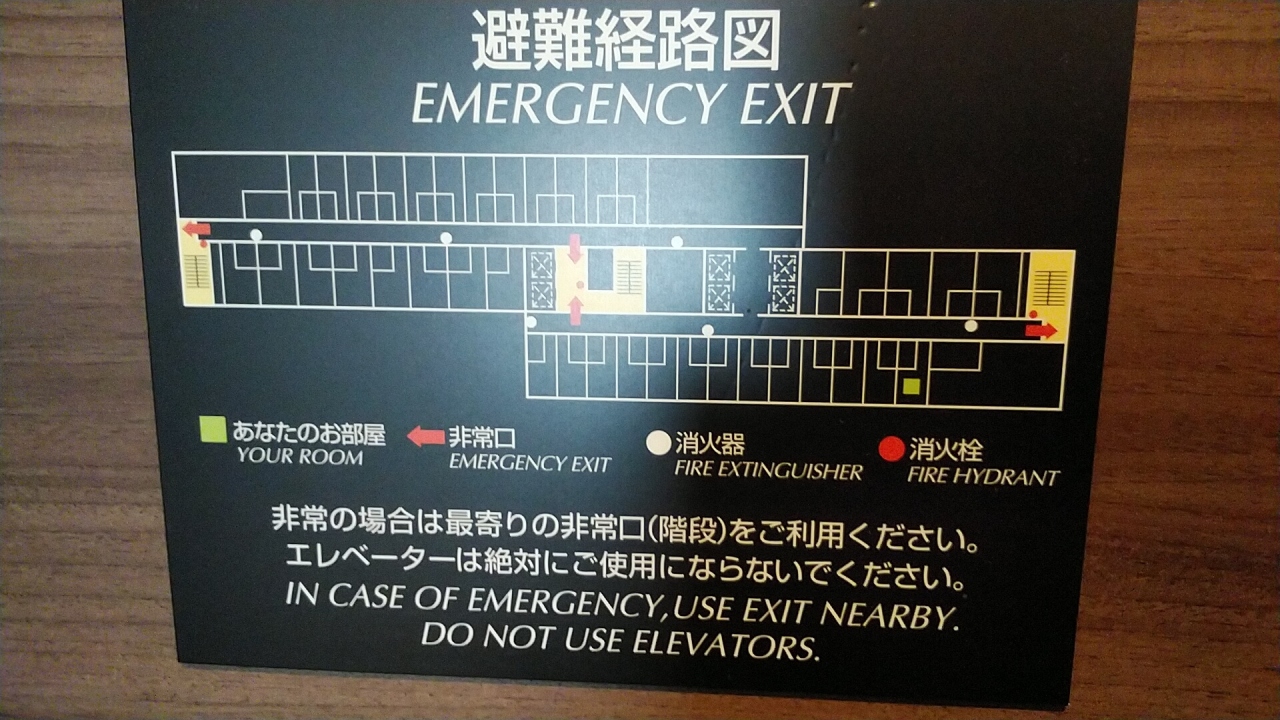 避難経路図
EMERGENCY EXIT
あなたのお部屋
YOUR ROOM
非常口
EMERGENCY EXIT
消火器
FIRE EXTINGUISHER
消火栓
FIRE HYDRANT
非常の場合は最寄りの非常口(階段)をご利用ください。
エレベーターは絶対にご使用にならないでください。
IN CASE OF EMERGENCY,USE EXIT NEARBY.
DO NOT USE ELEVATORS.